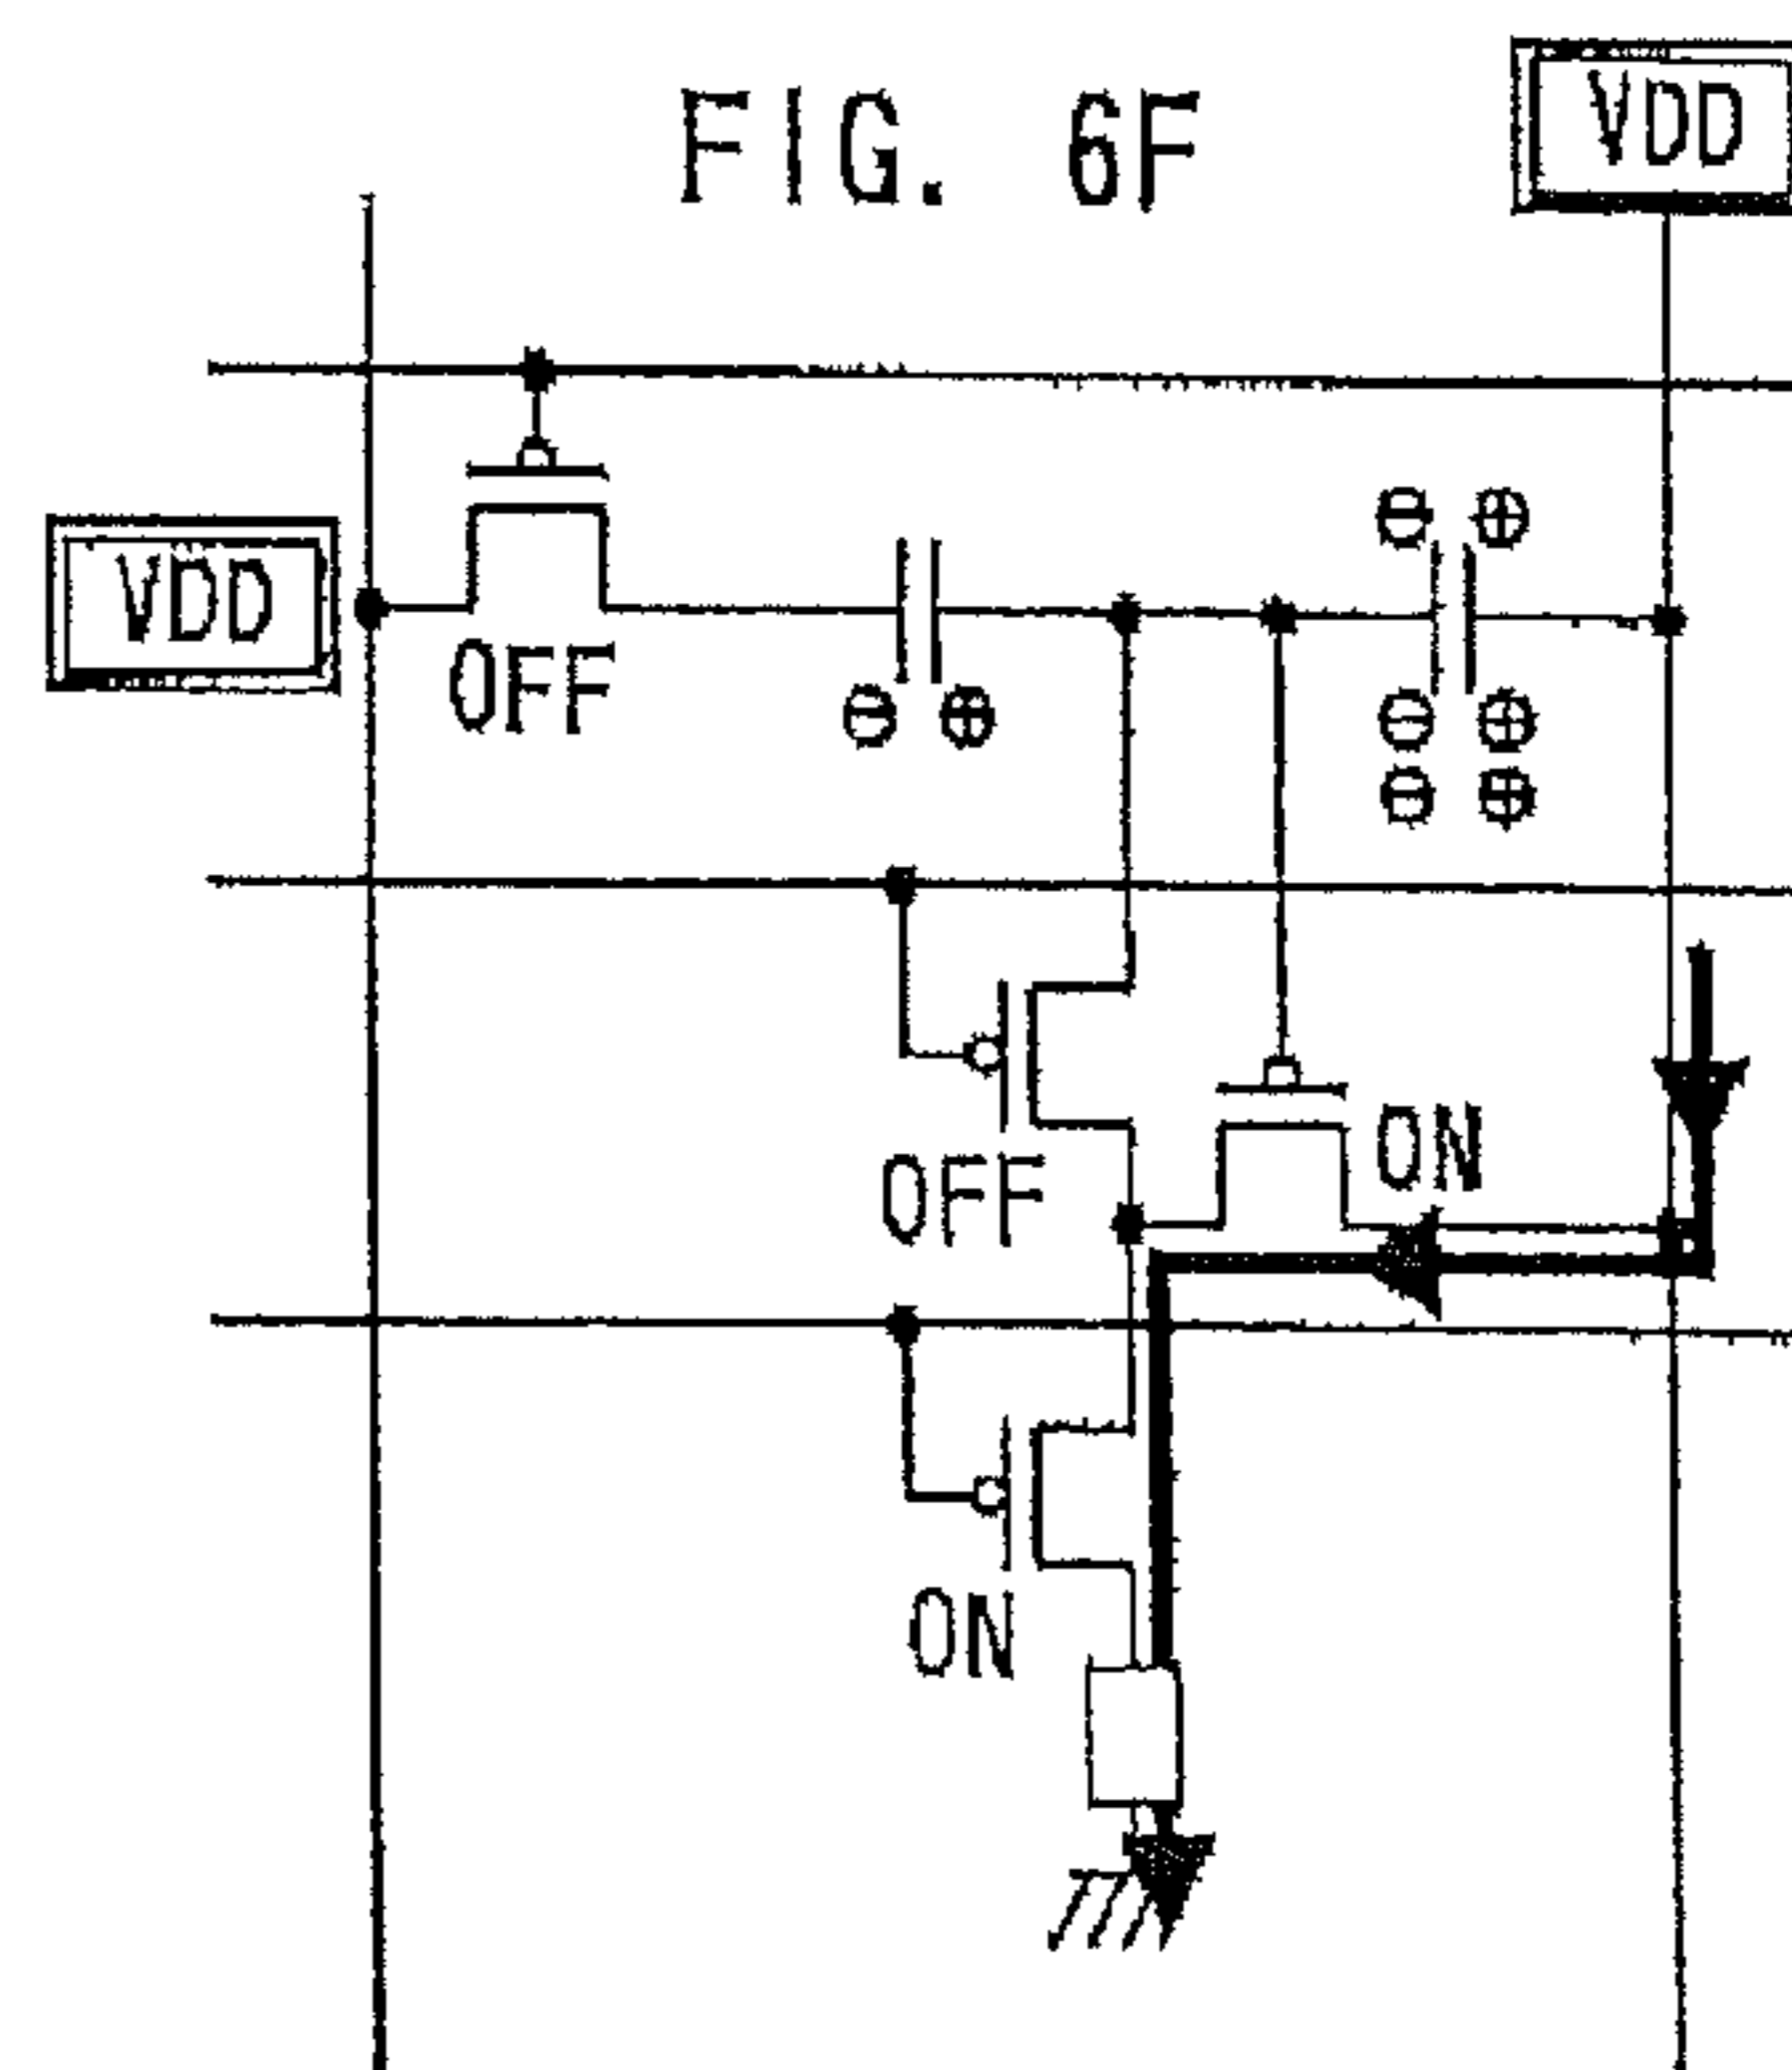 FIG. 6F
VDD
VDD
OFF
⊖ ⊕
⊖ ⊕
⊖ ⊕
⊖ ⊕
ON
OFF
ON